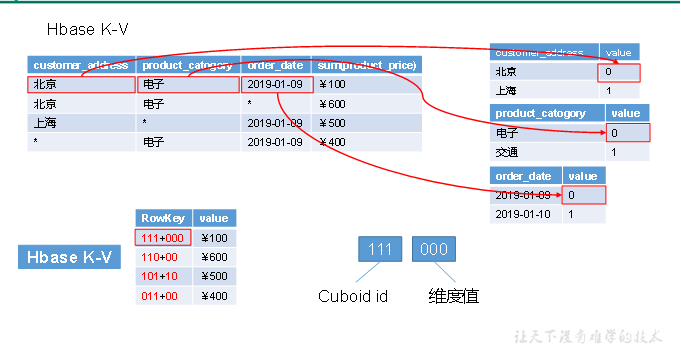 Hbase K-V
customer_address product_catogory order_date sum(product_price)
北京 电子 2019-01-09 ¥100
北京 电子 * ¥600
上海 * 2019-01-09 ¥500
* 电子 2019-01-09 ¥400
customer_address value
北京 0
上海 1
product_catogory value
电子 0
交通 1
order_date value
2019-01-09 0
2019-01-10 1
RowKey value
111+000 ¥100
110+00 ¥600
101+10 ¥500
011+00 ¥400
Hbase K-V
111 000
Cuboid id 维度值
让天下没有难学的技术